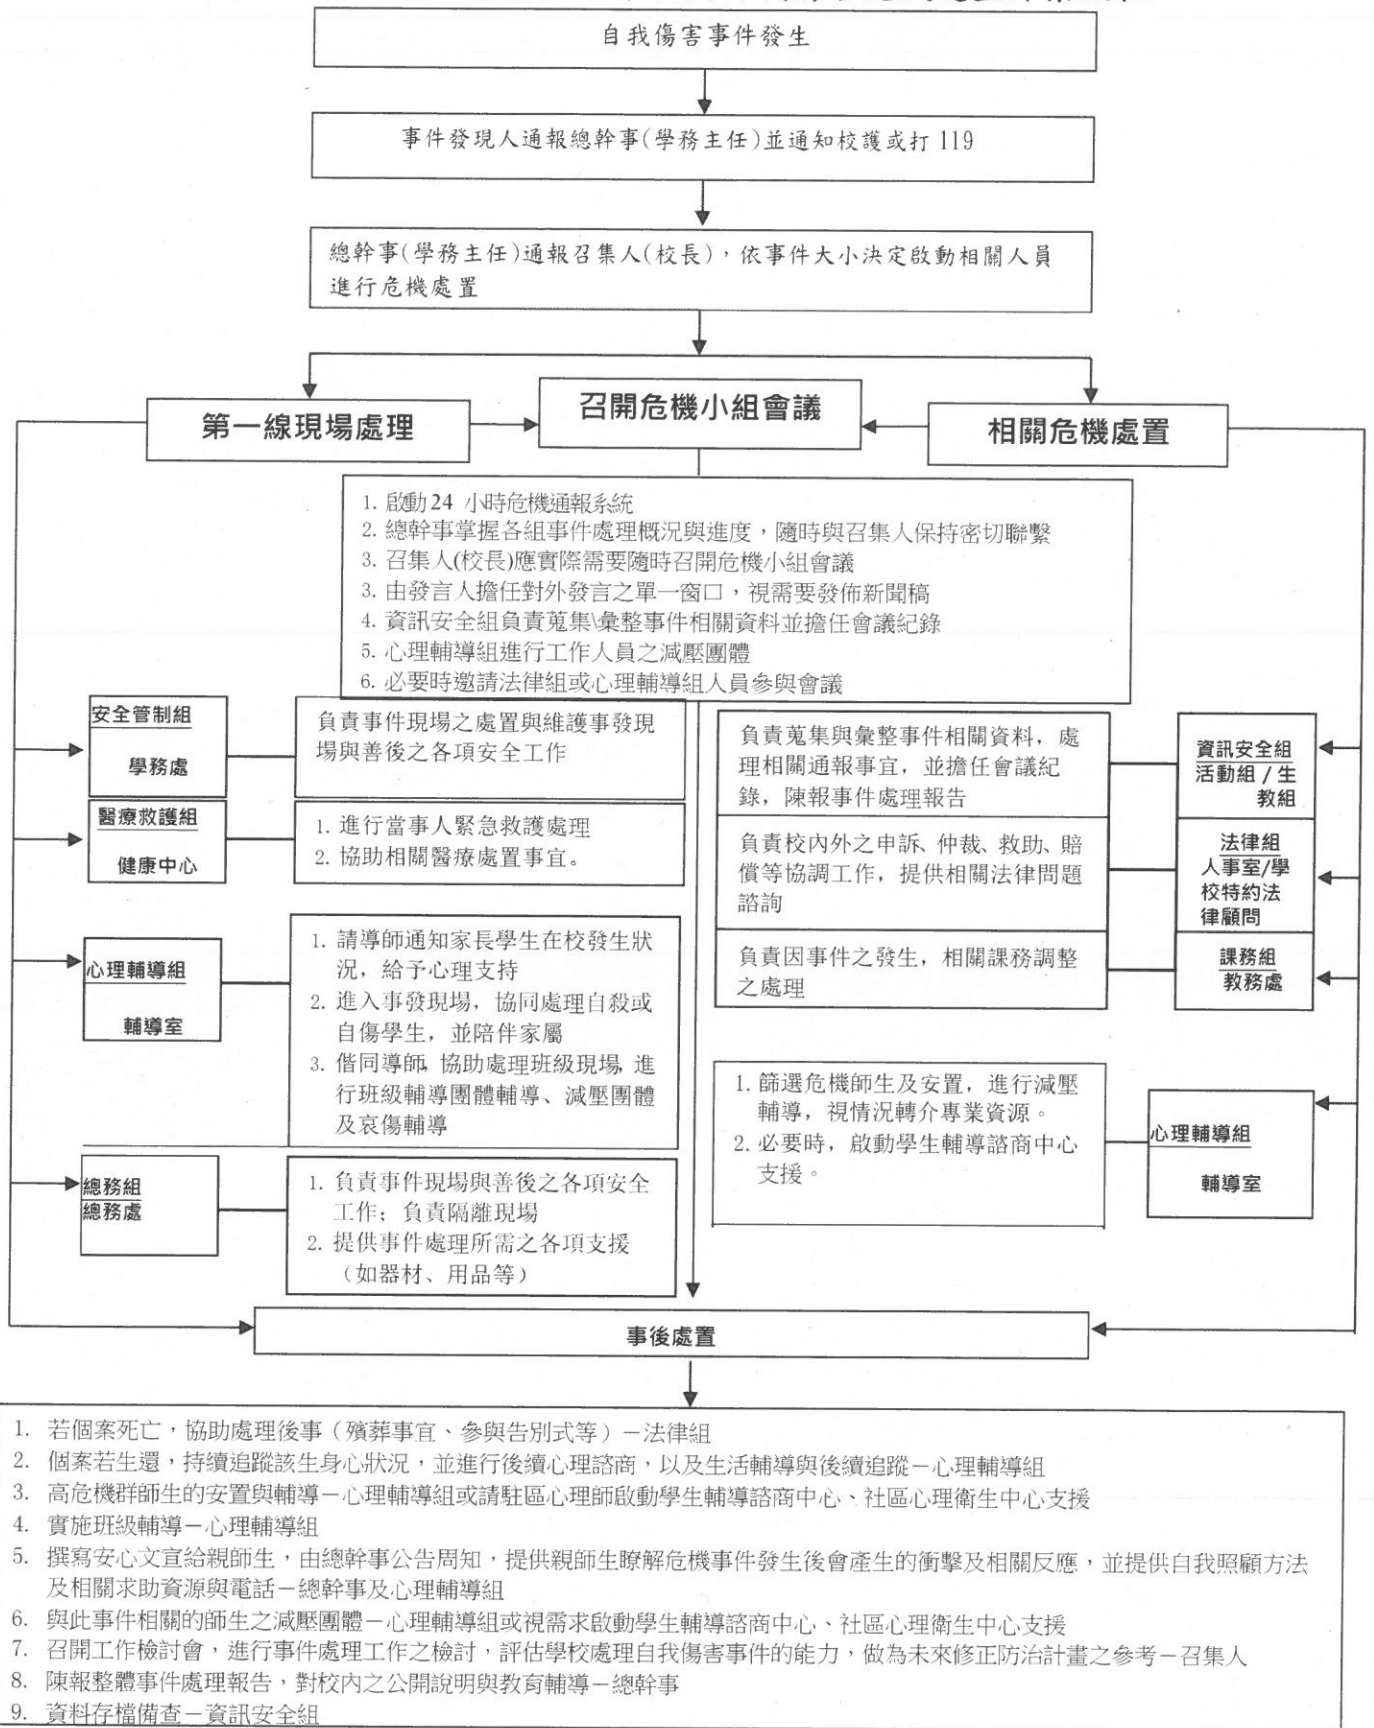 自我傷害事件發生
事件發現人通報總幹事(學務主任)並通知校護或打 119
總幹事(學務主任)通報召集人(校長)，依事件大小決定啟動相關人員
進行危機處置
第一線現場處理
召開危機小組會議
相關危機處置
1. 啟動24 小時危機通報系統
2. 總幹事掌握各組事件處理概況與進度，隨時與召集人保持密切聯繫
3. 召集人(校長)應實際需要隨時召開危機小組會議
3. 由發言人擔任對外發言之單一窗口，視需要發佈新聞稿
4. 資訊安全組負責蒐集\彙整事件相關資料並擔任會議紀錄
5. 心理輔導組進行工作人員之減壓團體
6. 必要時邀請法律組或心理輔導組人員參與會議
安全管制組
學務處
負責事件現場之處置與維護事發現
場與善後之各項安全工作
醫療救護組
健康中心
1. 進行當事人緊急救護處理
2. 協助相關醫療處置事宜。
心理輔導組
輔導室
1. 請導師通知家長學生在校發生狀
況，給予心理支持
2. 進入事發現場，協同處理自殺或
自傷學生，並陪伴家屬
3. 偕同導師，協助處理班級現場，進
行班級輔導團體輔導、減壓團體
及哀傷輔導
總務組
總務處
1. 負責事件現場與善後之各項安全
工作；負責隔離現場
2. 提供事件處理所需之各項支援
（如器材、用品等）
負責蒐集與彙整事件相關資料，處
理相關通報事宜，並擔任會議紀
錄，陳報事件處理報告
資訊安全組
活動組 / 生
教組
負責校內外之申訴、仲裁、救助、賠
償等協調工作，提供相關法律問題
諮詢
法律組
人事室/學
校特約法
律顧問
負責因事件之發生，相關課務調整
之處理
課務組
教務處
1. 篩選危機師生及安置，進行減壓
輔導，視情況轉介專業資源。
2. 必要時，啟動學生輔導諮商中心
支援。
心理輔導組
輔導室
事後處置
1. 若個案死亡，協助處理後事（殯葬事宜、參與告別式等）－法律組
2. 個案若生還，持續追蹤該生身心狀況，並進行後續心理諮商，以及生活輔導與後續追蹤－心理輔導組
3. 高危機群師生的安置與輔導－心理輔導組或請駐區心理師啟動學生輔導諮商中心、社區心理衛生中心支援
4. 實施班級輔導－心理輔導組
5. 撰寫安心文宣給親師生，由總幹事公告周知，提供親師生瞭解危機事件發生後會產生的衝擊及相關反應，並提供自我照顧方法
及相關求助資源與電話－總幹事及心理輔導組
6. 與此事件相關的師生之減壓團體－心理輔導組或視需求啟動學生輔導諮商中心、社區心理衛生中心支援
7. 召開工作檢討會，進行事件處理工作之檢討，評估學校處理自我傷害事件的能力，做為未來修正防治計畫之參考－召集人
8. 陳報整體事件處理報告，對校內之公開說明與教育輔導－總幹事
9. 資料存檔備查－資訊安全組